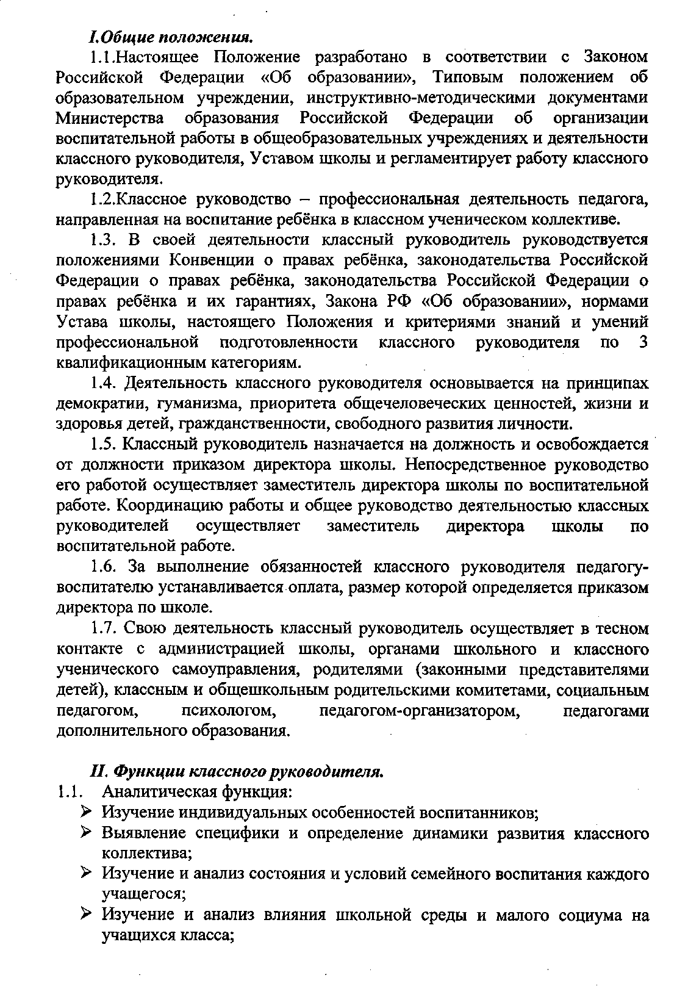 I.Общие положения.
1.1.Настоящее Положение разработано в соответствии с Законом
Российской Федерации «Об образовании», Типовым положением об
образовательном учреждении, инструктивно-методическими документами
Министерства образования Российской Федерации об организации
воспитательной работы в общеобразовательных учреждениях и деятельности
классного руководителя, Уставом школы и регламентирует работу классного
руководителя.
1.2.Классное руководство – профессиональная деятельность педагога,
направленная на воспитание ребёнка в классном ученическом коллективе.
1.3. В своей деятельности классный руководитель руководствуется
положениями Конвенции о правах ребёнка, законодательства Российской
Федерации о правах ребёнка, законодательства Российской Федерации о
правах ребёнка и их гарантиях, Закона РФ «Об образовании», нормами
Устава школы, настоящего Положения и критериями знаний и умений
профессиональной подготовленности классного руководителя по 3
квалификационным категориям.
1.4. Деятельность классного руководителя основывается на принципах
демократии, гуманизма, приоритета общечеловеческих ценностей, жизни и
здоровья детей, гражданственности, свободного развития личности.
1.5. Классный руководитель назначается на должность и освобождается
от должности приказом директора школы. Непосредственное руководство
его работой осуществляет заместитель директора школы по воспитательной
работе. Координацию работы и общее руководство деятельностью классных
руководителей осуществляет заместитель директора школы по
воспитательной работе.
1.6. За выполнение обязанностей классного руководителя педагогу-
воспитателю устанавливается оплата, размер которой определяется приказом
директора по школе.
1.7. Свою деятельность классный руководитель осуществляет в тесном
контакте с администрацией школы, органами школьного и классного
ученического самоуправления, родителями (законными представителями
детей), классным и общешкольным родительскими комитетами, социальным
педагогом, психологом, педагогом-организатором, педагогами
дополнительного образования.
II. Функции классного руководителя.
1.1. Аналитическая функция:
➢ Изучение индивидуальных особенностей воспитанников;
➢ Выявление специфики и определение динамики развития классного
коллектива;
➢ Изучение и анализ состояния и условий семейного воспитания каждого
учащегося;
➢ Изучение и анализ влияния школьной среды и малого социума на
учащихся класса;